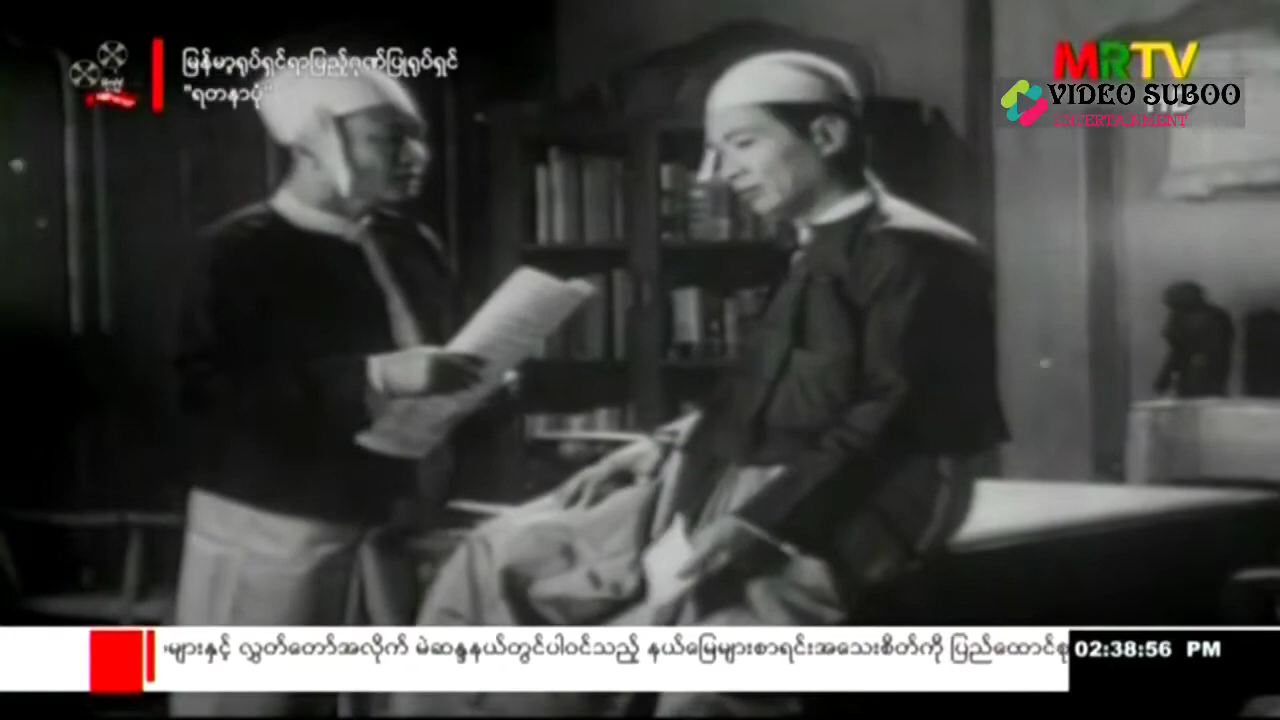 မြန်မာ့ရုပ်ရှင်ရာပြည့်ဂုဏ်ပြုရုပ်ရှင်
"ရတနာပုံ"
MRTV
VIDEO SUBOO
ENTERTAINMENT
များနှင့် လွှတ်တော်အလိုက် မဲဆန္ဒနယ်တွင်ပါဝင်သည့် နယ်မြေများစာရင်းအသေးစိတ်ကို ပြည်ထောင်စု
02:38:56 PM